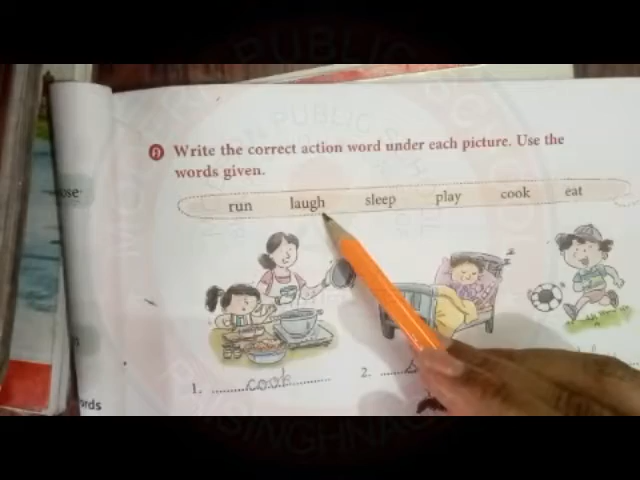 Write the correct action word under each picture. Use the
words given.
run laugh sleep play cook eat
1. cook 2.